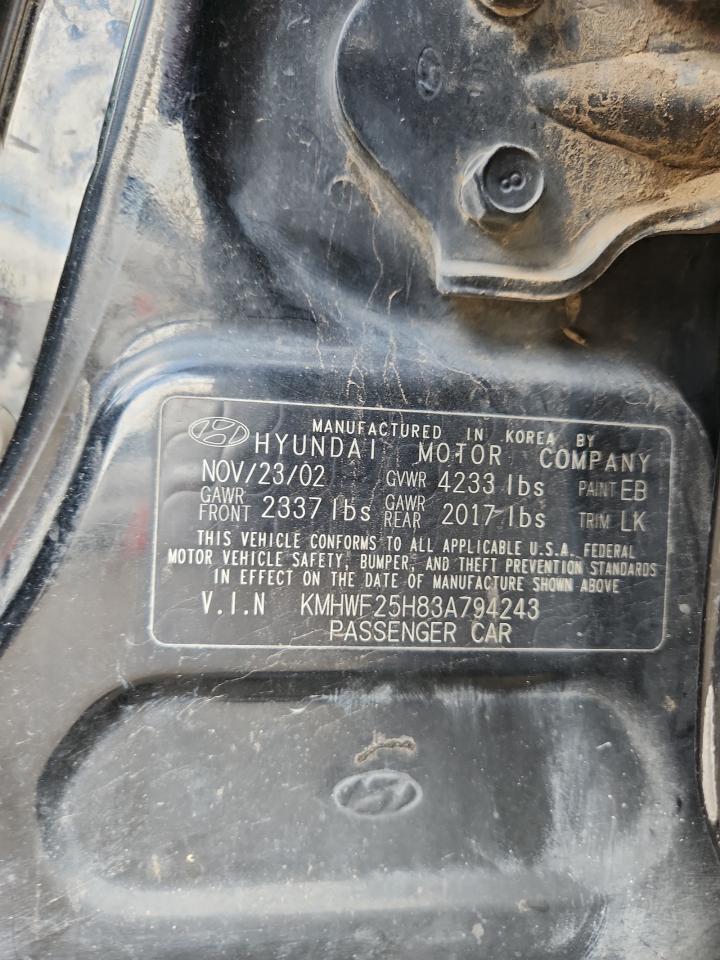 8
MANUFACTURED IN KOREA BY
HYUNDAI MOTOR COMPANY
NOV/23/02 GVWR 4233 lbs PAINT EB
GAWR FRONT 2337 lbs GAWR REAR 2017 lbs TRIM LK
THIS VEHICLE CONFORMS TO ALL APPLICABLE U.S.A. FEDERAL
MOTOR VEHICLE SAFETY, BUMPER, AND THEFT PREVENTION STANDARDS
IN EFFECT ON THE DATE OF MANUFACTURE SHOWN ABOVE
V.I.N KMHWF25H83A794243
PASSENGER CAR